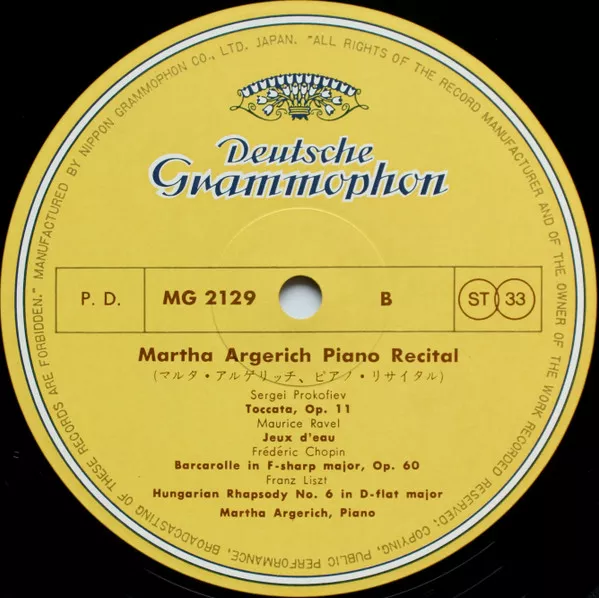 MANUFACTURED BY NIPPON GRAMMOPHON CO., LTD. JAPAN. "ALL RIGHTS OF THE RECORD MANUFACTURER AND OF THE OWNER OF THE WORK RECORDED RESERVED: COPYING, PUBLIC PERFORMANCE, BROADCASTING OF THESE RECORDS ARE FORBIDDEN."
Deutsche
Grammophon
P. D. MG 2129 B ST 33
Martha Argerich Piano Recital
(マルタ・アルゲリッチ、ピアノ・リサイタル)
Sergei Prokofiev
Toccata, Op. 11
Maurice Ravel
Jeux d'eau
Frédéric Chopin
Barcarolle in F-sharp major, Op. 60
Franz Liszt
Hungarian Rhapsody No. 6 in D-flat major
Martha Argerich, Piano